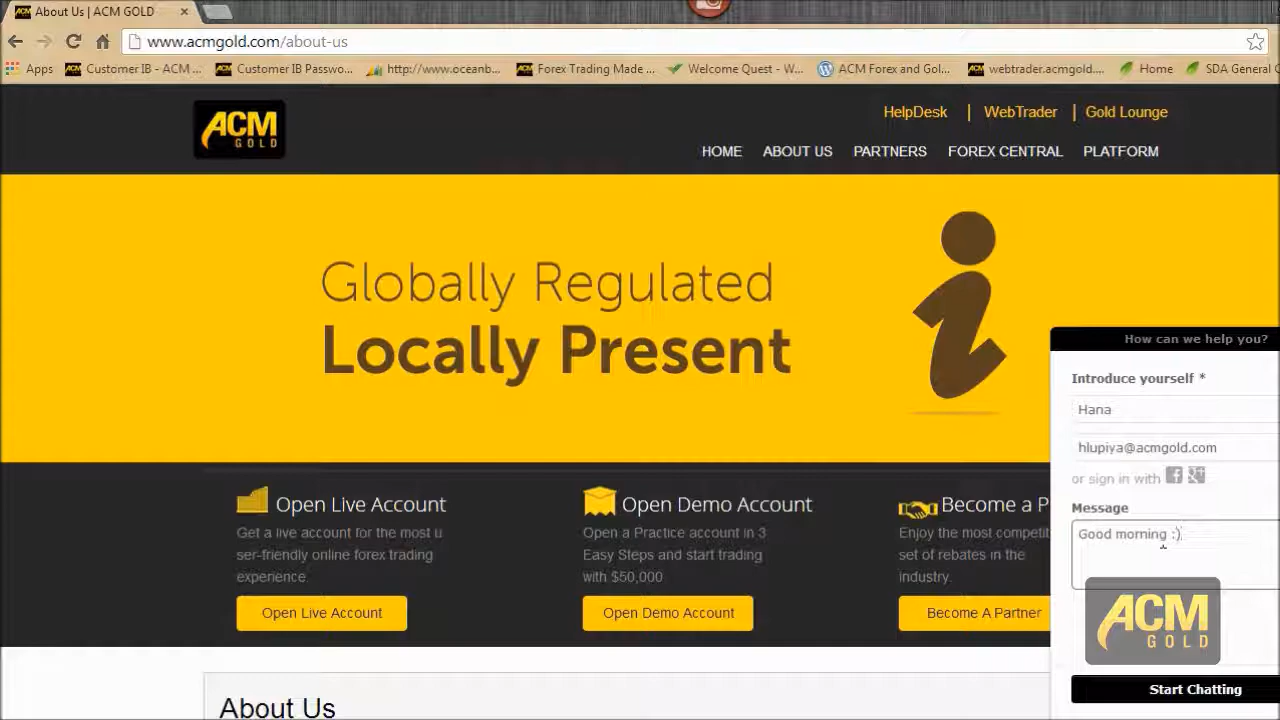 About Us | ACM GOLD
www.acmgold.com/about-us
Apps
Customer IB - ACM ...
Customer IB Passwo...
http://www.oceanb...
Forex Trading Made ...
Welcome Quest - W...
ACM Forex and Gol...
webtrader.acmgold....
Home
SDL General C
ACM
GOLD
HelpDesk | WebTrader | Gold Lounge
HOME ABOUT US PARTNERS FOREX CENTRAL PLATFORM
Globally Regulated
Locally Present
i
Open Live Account
Get a live account for the most u
ser-friendly online forex trading
experience.
Open Live Account
Open Demo Account
Open a Practice account in 3
Easy Steps and start trading
with $50,000
Open Demo Account
Become a P
Enjoy the most competit
set of rebates in the
industry.
Become A Partner
How can we help you?
Introduce yourself *
Hana
hlupiya@acmgold.com
or sign in with
Message
Good morning :)
ACM
GOLD
Start Chatting
About Us